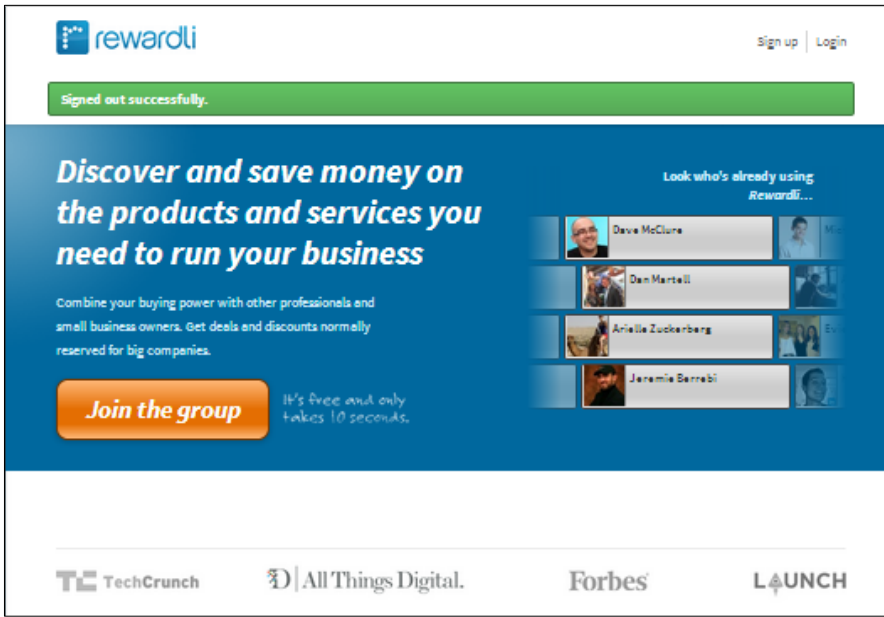 rewardli
Sign up
Login
Signed out successfully.
Discover and save money on
the products and services you
need to run your business
Combine your buying power with other professionals and
small business owners. Get deals and discounts normally
reserved for big companies.
Join the group
It's free and only
takes 10 seconds.
Look who's already using
Rewardli...
Dave McClure
Dan Martell
Arielle Zuckerberg
Jeremie Berrebi
TC TechCrunch
D All Things Digital.
Forbes
LAUNCH